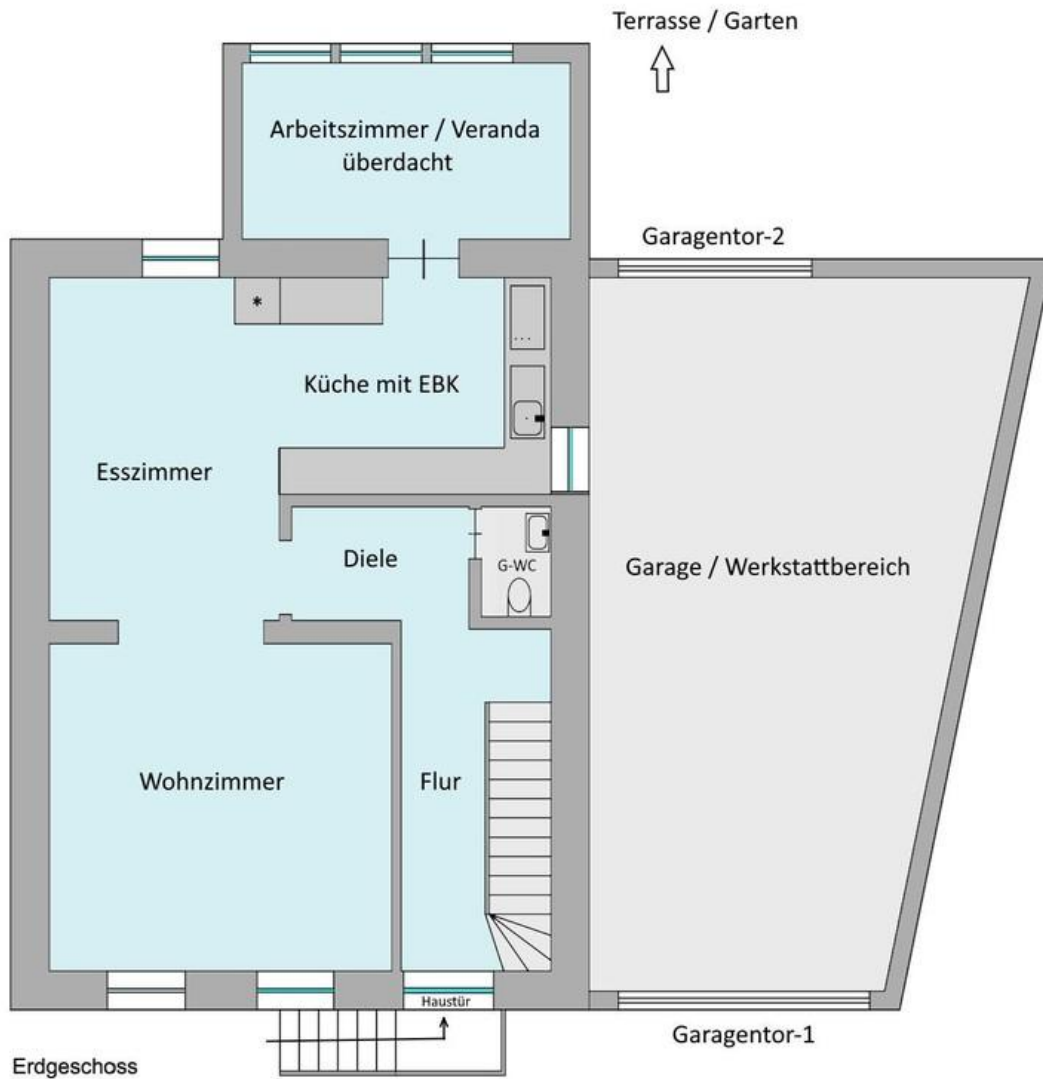 Terrasse / Garten
Arbeitszimmer / Veranda
überdacht
Garagentor-2
*
Küche mit EBK
Esszimmer
Diele
G-WC
Garage / Werkstattbereich
Wohnzimmer
Flur
Haustür
Garagentor-1
Erdgeschoss